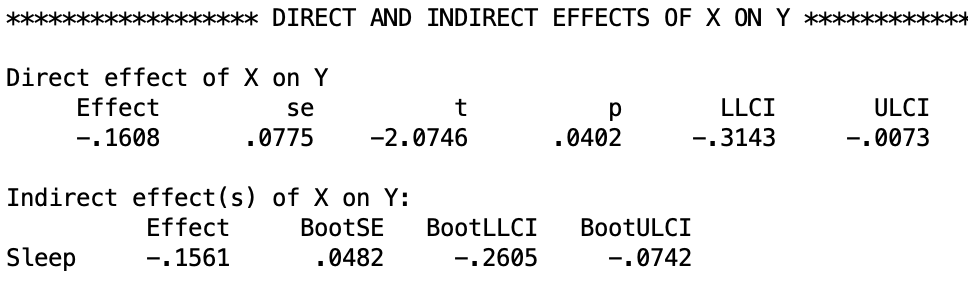 ****************** DIRECT AND INDIRECT EFFECTS OF X ON Y ************
Direct effect of X on Y
Effect se t p LLCI ULCI
-.1608 .0775 -2.0746 .0402 -.3143 -.0073
Indirect effect(s) of X on Y:
Effect BootSE BootLLCI BootULCI
Sleep -.1561 .0482 -.2605 -.0742